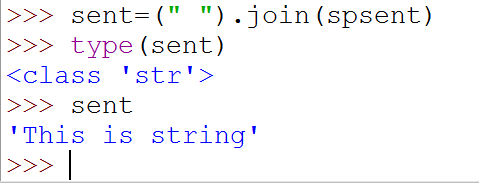 >>> sent=(" ").join(spsent)
>>> type(sent)
<class 'str'>
>>> sent
'This is string'
>>>